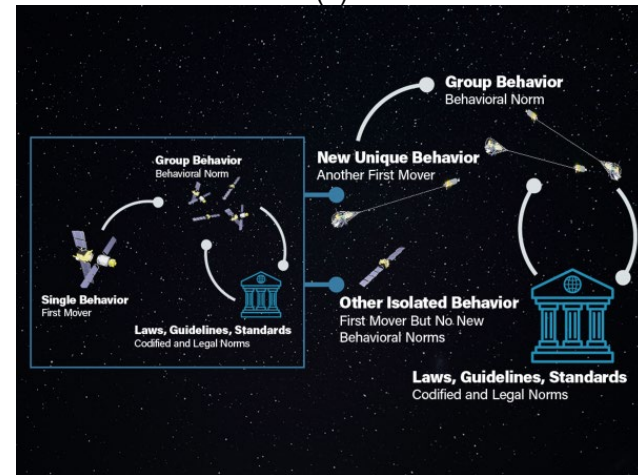 Group Behavior
Behavioral Norm
Group Behavior
Behavioral Norm
New Unique Behavior
Another First Mover
Single Behavior
First Mover
Laws, Guidelines, Standards
Codified and Legal Norms
Other Isolated Behavior
First Mover But No New
Behavioral Norms
Laws, Guidelines, Standards
Codified and Legal Norms